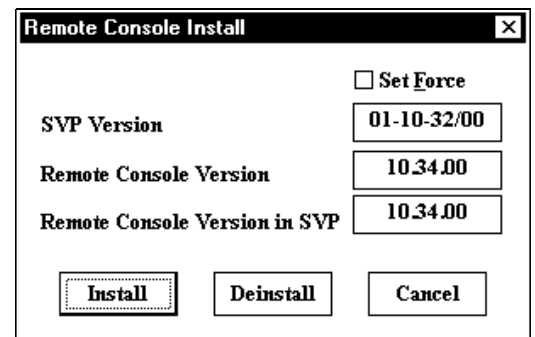 Remote Console Install
Set Force
SVP Version 01-10-32/00
Remote Console Version 10.34.00
Remote Console Version in SVP 10.34.00
Install Deinstall Cancel